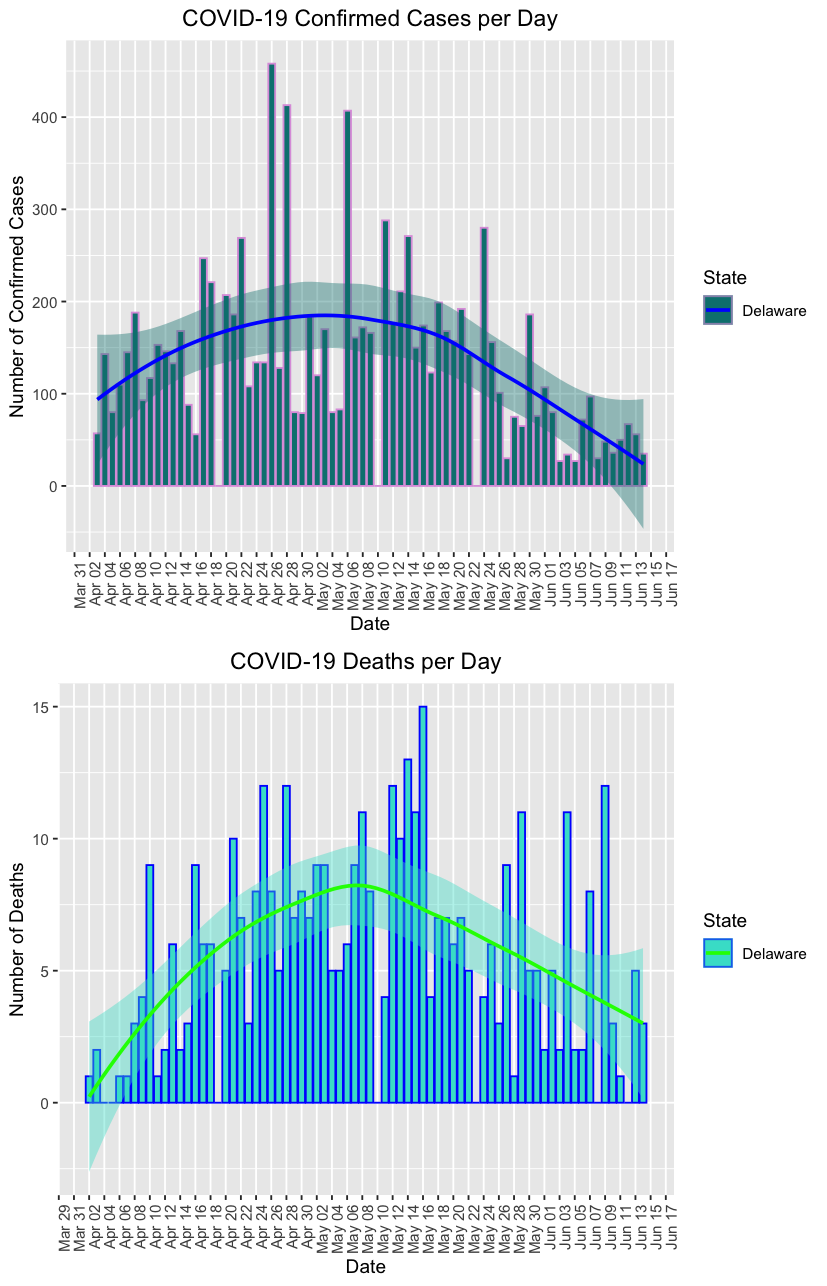 COVID-19 Confirmed Cases per Day
Number of Confirmed Cases
400
300
200
100
0
Mar 31
Apr 02
Apr 04
Apr 06
Apr 08
Apr 10
Apr 12
Apr 14
Apr 16
Apr 18
Apr 20
Apr 22
Apr 24
Apr 26
Apr 28
Apr 30
May 02
May 04
May 06
May 08
May 10
May 12
May 14
May 16
May 18
May 20
May 22
May 24
May 26
May 28
May 30
Jun 01
Jun 03
Jun 05
Jun 07
Jun 09
Jun 11
Jun 13
Jun 15
Jun 17
Date
State
Delaware
COVID-19 Deaths per Day
Number of Deaths
15
10
5
0
Mar 29
Mar 31
Apr 02
Apr 04
Apr 06
Apr 08
Apr 10
Apr 12
Apr 14
Apr 16
Apr 18
Apr 20
Apr 22
Apr 24
Apr 26
Apr 28
Apr 30
May 02
May 04
May 06
May 08
May 10
May 12
May 14
May 16
May 18
May 20
May 22
May 24
May 26
May 28
May 30
Jun 01
Jun 03
Jun 05
Jun 07
Jun 09
Jun 11
Jun 13
Jun 15
Jun 17
Date
State
Delaware